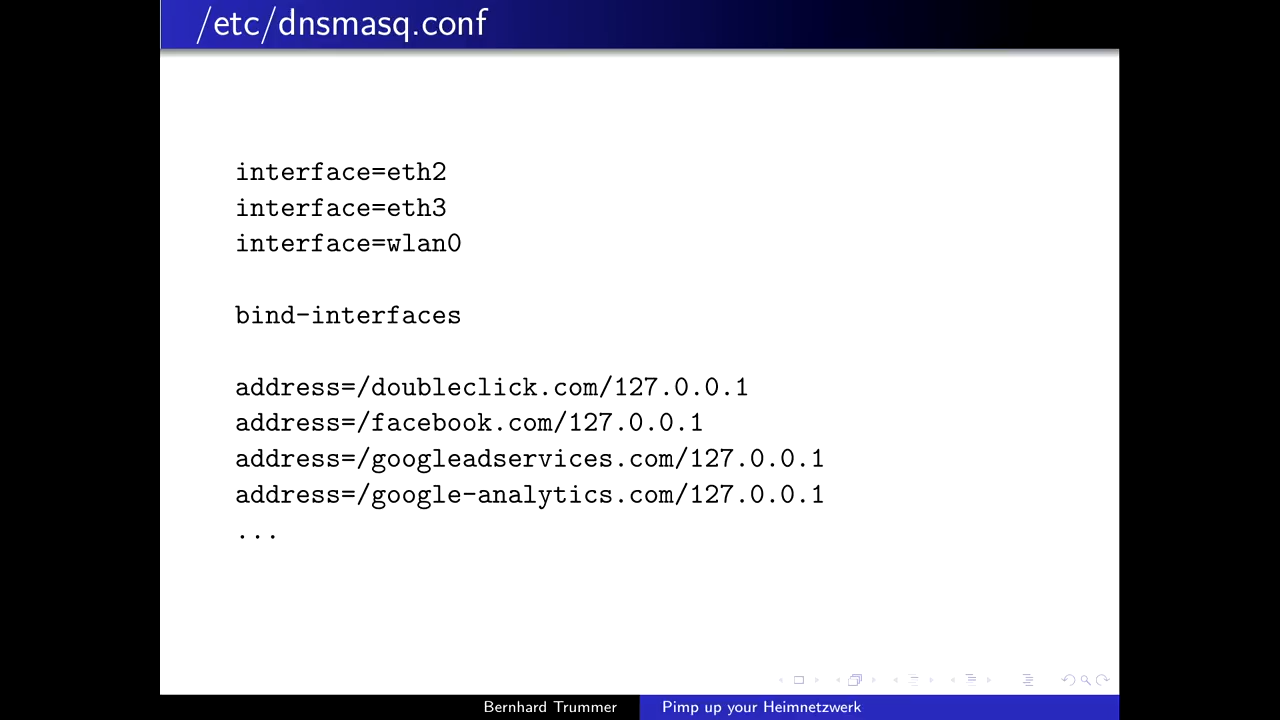 /etc/dnsmasq.conf
interface=eth2
interface=eth3
interface=wlan0
bind-interfaces
address=/doubleclick.com/127.0.0.1
address=/facebook.com/127.0.0.1
address=/googleadservices.com/127.0.0.1
address=/google-analytics.com/127.0.0.1
...
Bernhard Trummer
Pimp up your Heimnetzwerk